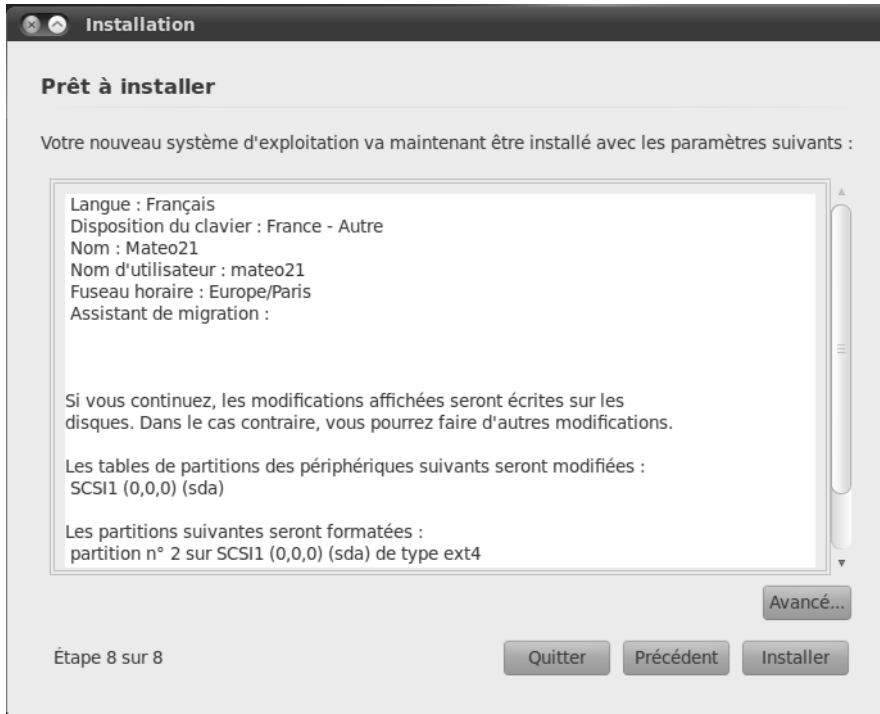 Installation
Prêt à installer
Votre nouveau système d'exploitation va maintenant être installé avec les paramètres suivants :
Langue : Français
Disposition du clavier : France - Autre
Nom : Mateo21
Nom d'utilisateur : mateo21
Fuseau horaire : Europe/Paris
Assistant de migration :
Si vous continuez, les modifications affichées seront écrites sur les
disques. Dans le cas contraire, vous pourrez faire d'autres modifications.
Les tables de partitions des périphériques suivants seront modifiées :
SCSI1 (0,0,0) (sda)
Les partitions suivantes seront formatées :
partition n° 2 sur SCSI1 (0,0,0) (sda) de type ext4
Avancé...
Étape 8 sur 8
Quitter
Précédent
Installer